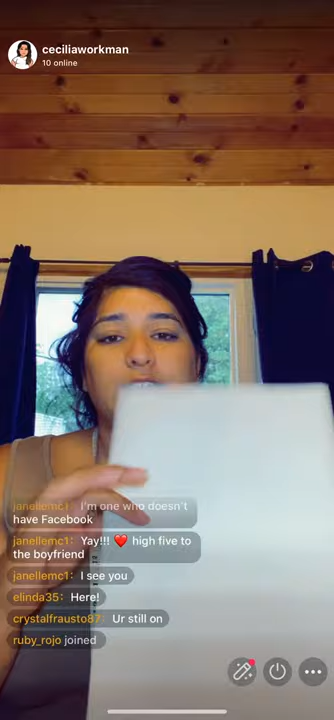 ceciliaworkman
10 online
janellemc1: I'm one who doesn't
have Facebook
janellemc1: Yay!!! ❤️ high five to
the boyfriend
janellemc1: I see you
elinda35: Here!
crystalfrausto87: Ur still on
ruby_rojo joined